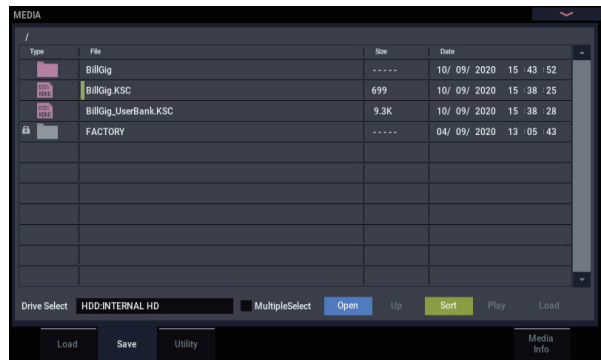 MEDIA
/
Type File Size Date
BillGig ----- 10/ 09/ 2020 15 :43 :52
BillGig.KSC 699 10/ 09/ 2020 15 :38 :25
BillGig_UserBank.KSC 9.3K 10/ 09/ 2020 15 :38 :28
FACTORY ----- 04/ 09/ 2020 13 :05 :43
Drive Select HDD:INTERNAL HD MultipleSelect Open Up Sort Play Load
Load Save Utility Media
Info